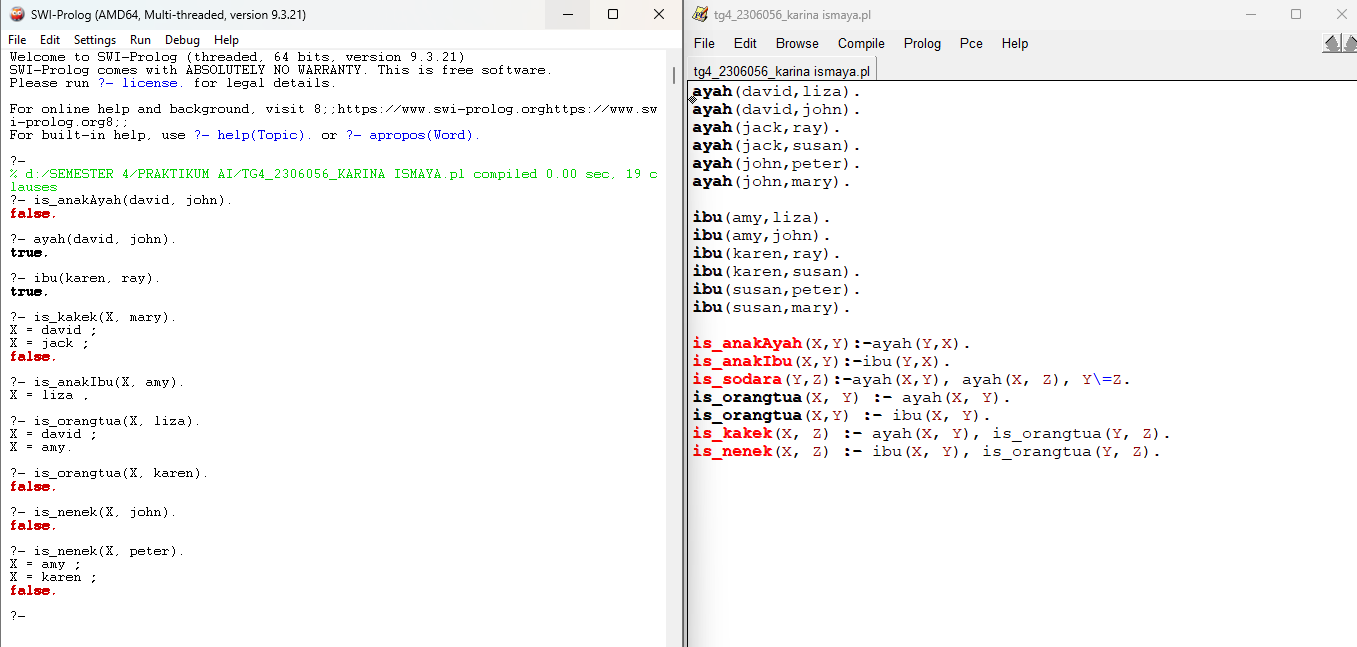 SWI-Prolog (AMD64, Multi-threaded, version 9.3.21)
File Edit Settings Run Debug Help
Welcome to SWI-Prolog (threaded, 64 bits, version 9.3.21)
SWI-Prolog comes with ABSOLUTELY NO WARRANTY. This is free software.
Please run ?- license. for legal details.
For online help and background, visit 8;;https://www.swi-prolog.orghttps://www.sw
i-prolog.org8;;
For built-in help, use ?- help(Topic). or ?- apropos(Word).
?-
% d:/SEMESTER 4/PRAKTIKUM AI/TG4_2306056_KARINA ISMAYA.pl compiled 0.00 sec, 19 c
lauses
?- is_anakAyah(david, john).
false.
?- ayah(david, john).
true.
?- ibu(karen, ray).
true.
?- is_kakek(X, mary).
X = david ;
X = jack ;
false.
?- is_anakIbu(X, amy).
X = liza .
?- is_orangtua(X, liza).
X = david ;
X = amy.
?- is_orangtua(X, karen).
false.
?- is_nenek(X, john).
false.
?- is_nenek(X, peter).
X = amy ;
X = karen ;
false.
?-
tg4_2306056_karina ismaya.pl
File Edit Browse Compile Prolog Pce Help
tg4_2306056_karina ismaya.pl
ayah(david,liza).
ayah(david,john).
ayah(jack,ray).
ayah(jack,susan).
ayah(john,peter).
ayah(john,mary).
ibu(amy,liza).
ibu(amy,john).
ibu(karen,ray).
ibu(karen,susan).
ibu(susan,peter).
ibu(susan,mary).
is_anakAyah(X,Y):-ayah(Y,X).
is_anakIbu(X,Y):-ibu(Y,X).
is_sodara(Y,Z):-ayah(X,Y), ayah(X, Z), Y\=Z.
is_orangtua(X, Y) :- ayah(X, Y).
is_orangtua(X,Y) :- ibu(X, Y).
is_kakek(X, Z) :- ayah(X, Y), is_orangtua(Y, Z).
is_nenek(X, Z) :- ibu(X, Y), is_orangtua(Y, Z).